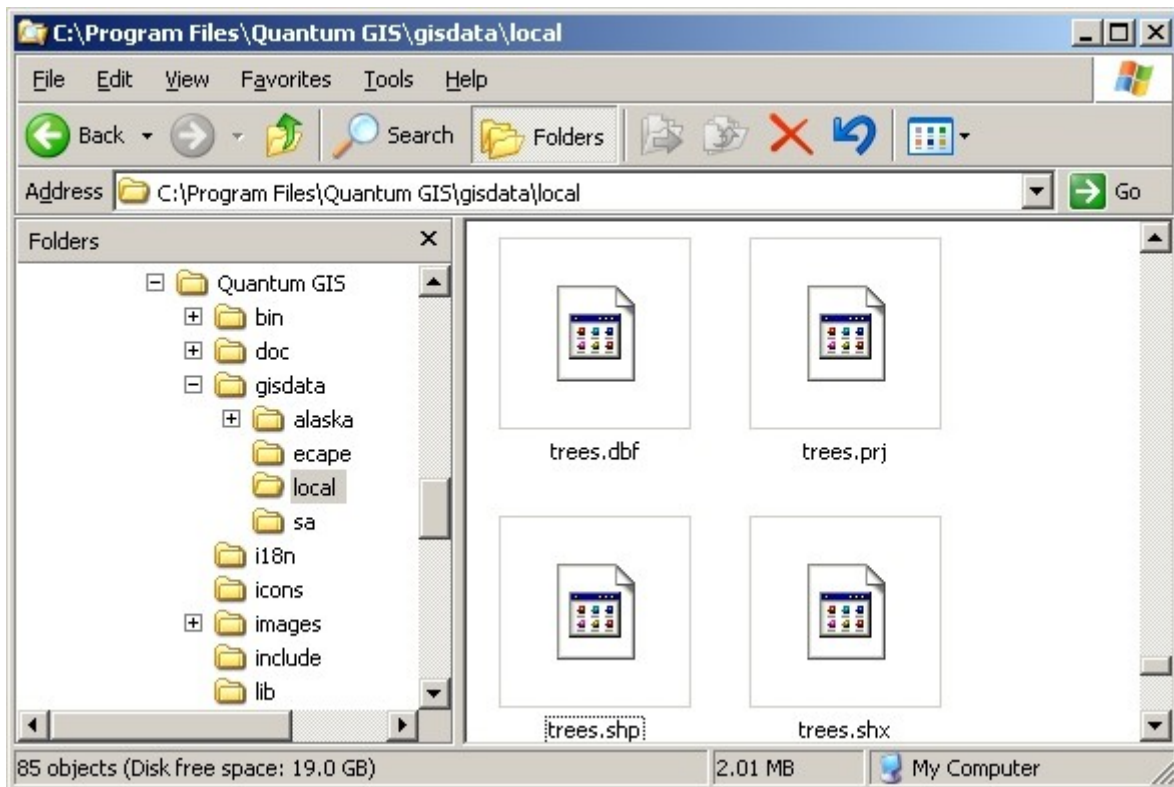 C:\Program Files\Quantum GIS\gisdata\local
File Edit View Favorites Tools Help
Back Search Folders
Address C:\Program Files\Quantum GIS\gisdata\local Go
Folders
Quantum GIS
bin
doc
gisdata
alaska
ecape
local
sa
i18n
icons
images
include
lib
trees.dbf trees.prj
trees.shp trees.shx
85 objects (Disk free space: 19.0 GB) 2.01 MB My Computer